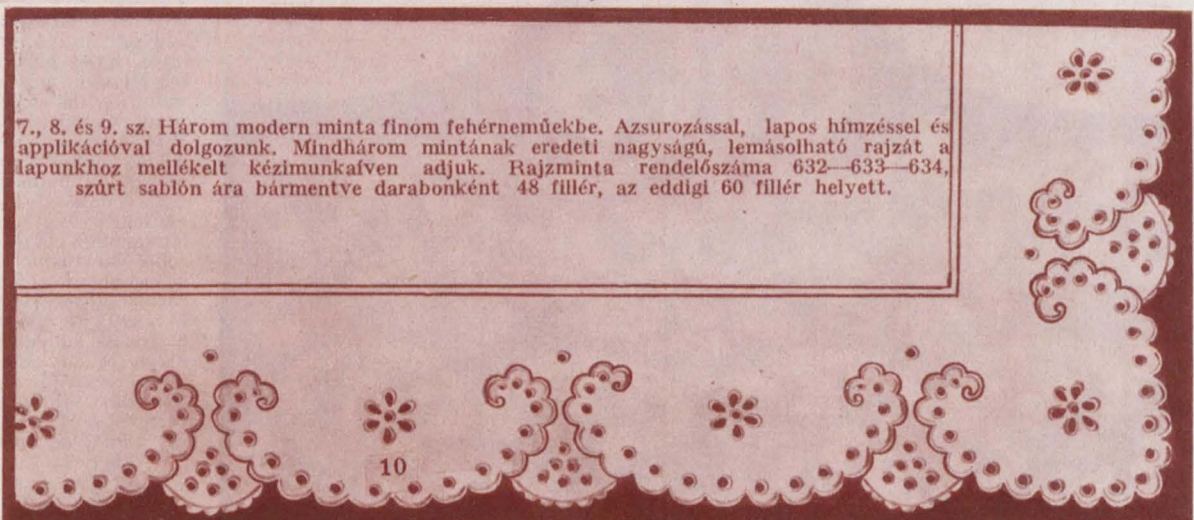 7., 8. és 9. sz. Három modern minta finom fehérneműekbe. Azsurozással, lapos hímzéssel és
applikációval dolgozunk. Mindhárom mintának eredeti nagyságú, lemásolható rajzát a
lapunkhoz mellékelt kézimunkaíven adjuk. Rajzminta rendelőszáma 632—633—634,
szúrt sablón ára bármentve darabonként 48 fillér, az eddigi 60 fillér helyett.
10